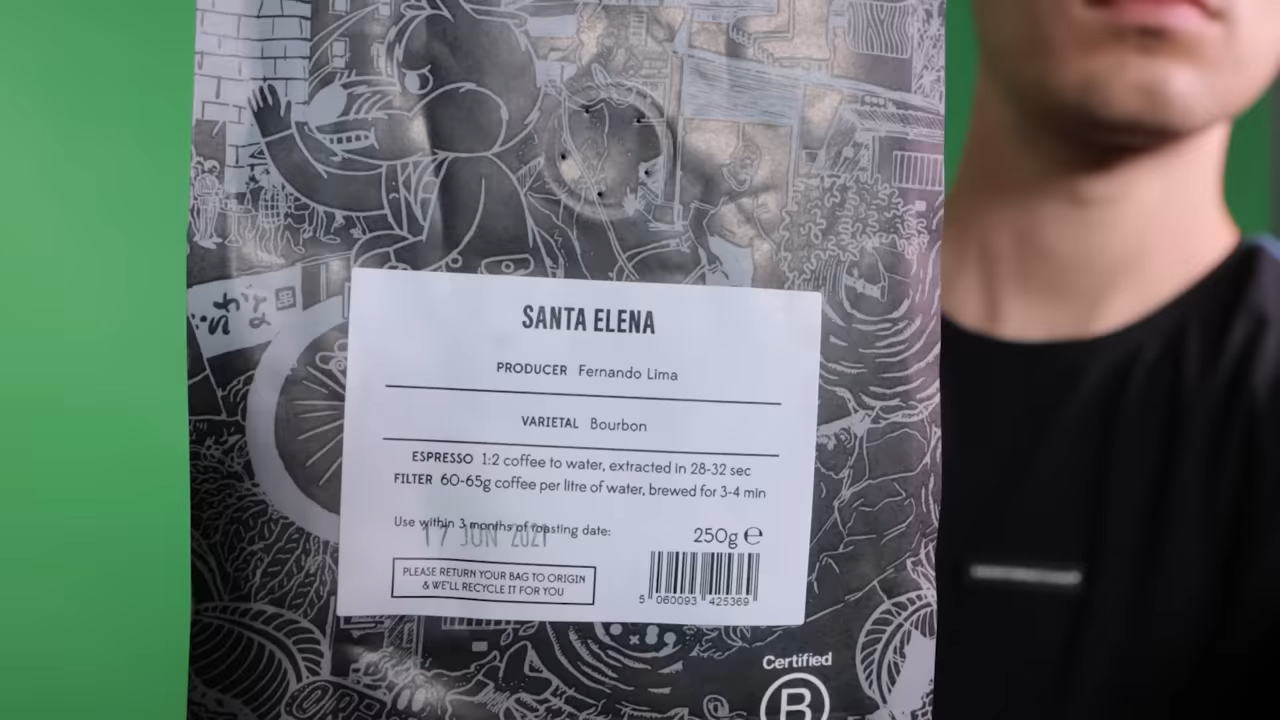 SANTA ELENA
PRODUCER Fernando Lima
VARIETAL Bourbon
ESPRESSO 1:2 coffee to water, extracted in 28-32 sec
FILTER 60-65g coffee per litre of water, brewed for 3-4 min
Use within 3 months of roasting date:
17 JUN 2021
250g ℮
PLEASE RETURN YOUR BAG TO ORIGIN
& WE'LL RECYCLE IT FOR YOU
5 060093 425369
Certified
B